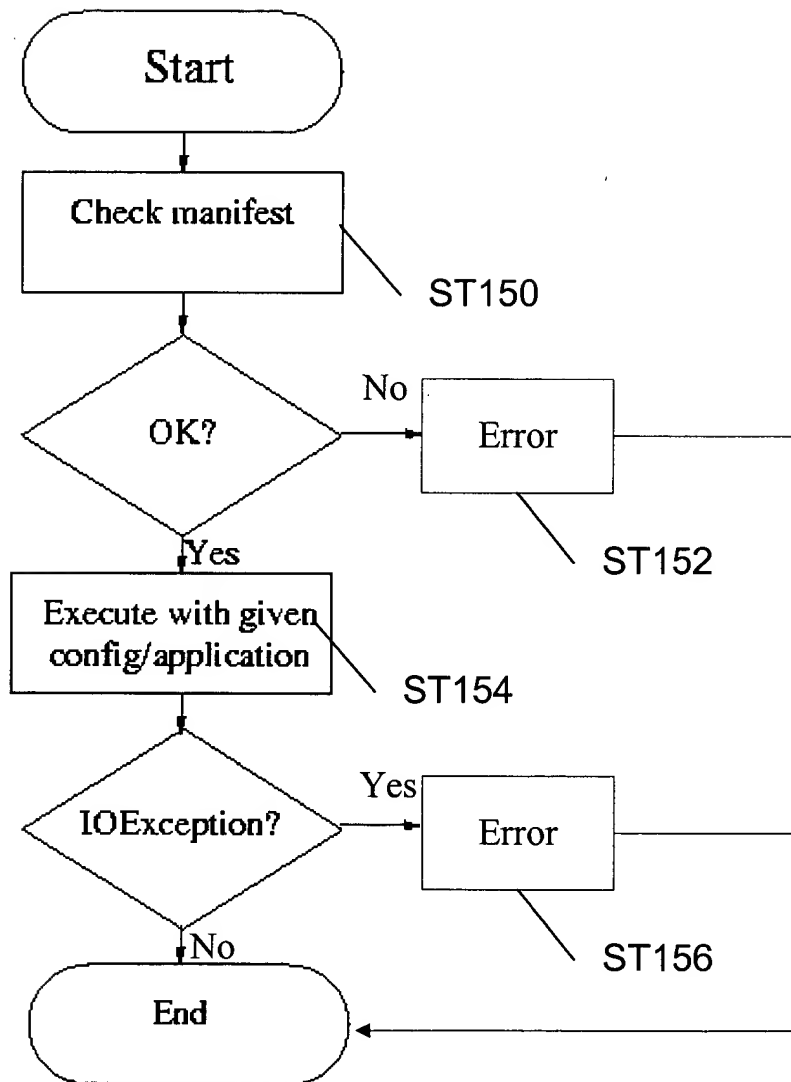 Start
Check manifest
ST150
OK?
No
Error
ST152
Yes
Execute with given
config/application
ST154
IOException?
Yes
Error
ST156
No
End